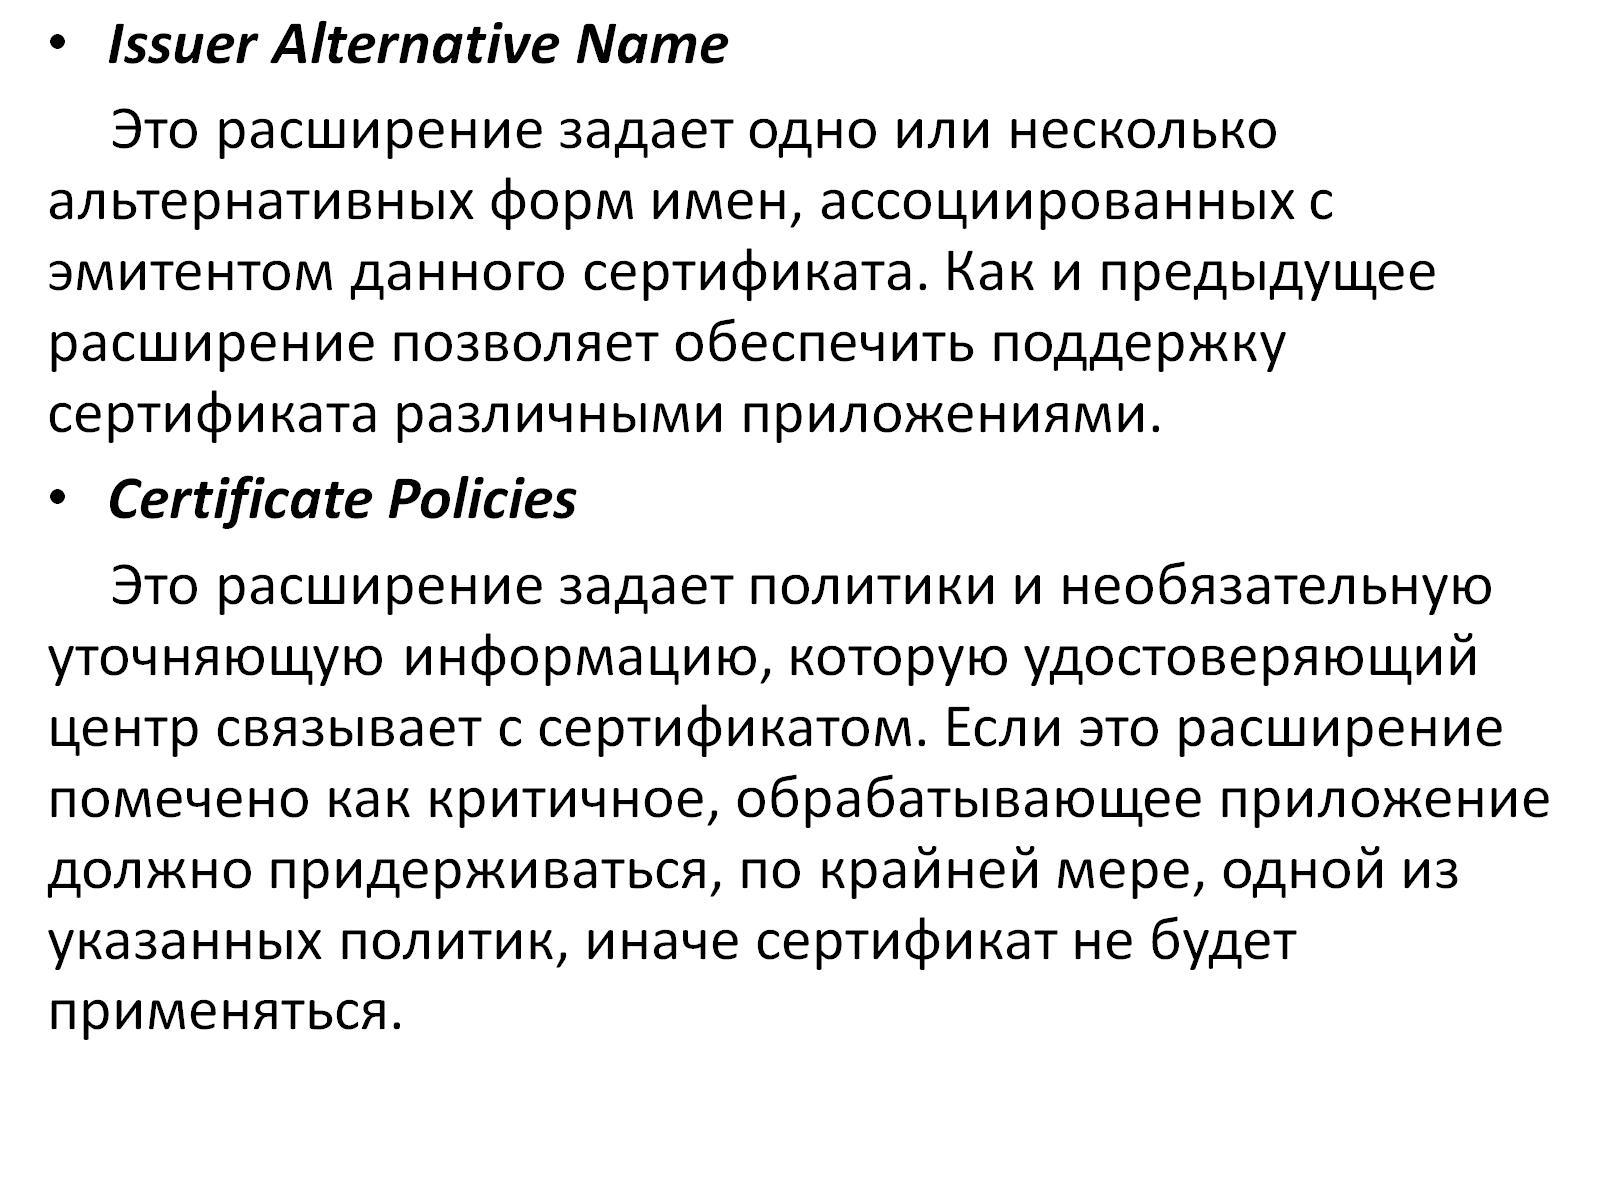 • Issuer Alternative Name
Это расширение задает одно или несколько
альтернативных форм имен, ассоциированных с
эмитентом данного сертификата. Как и предыдущее
расширение позволяет обеспечить поддержку
сертификата различными приложениями.
• Certificate Policies
Это расширение задает политики и необязательную
уточняющую информацию, которую удостоверяющий
центр связывает с сертификатом. Если это расширение
помечено как критичное, обрабатывающее приложение
должно придерживаться, по крайней мере, одной из
указанных политик, иначе сертификат не будет
применяться.